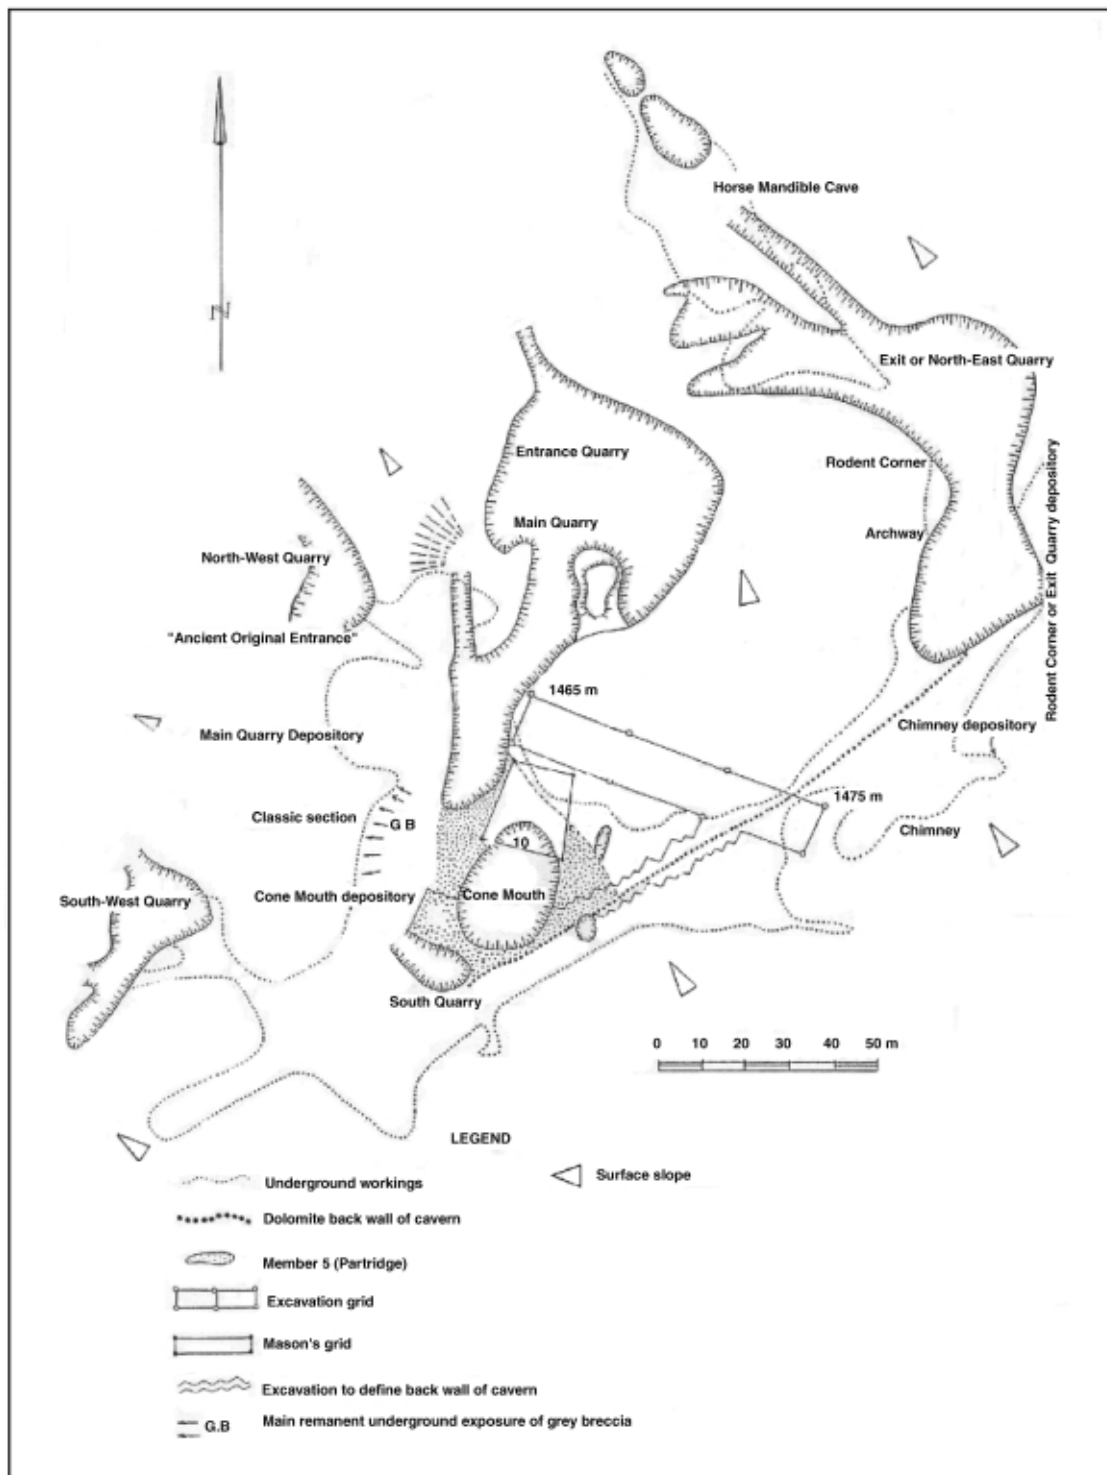 Horse Mandible Cave
N
Exit or North-East Quarry
Entrance Quarry
Rodent Corner
Main Quarry
Archway
North-West Quarry
"Ancient Original Entrance"
Rodent Corner or Exit Quarry depository
1465 m
Chimney depository
Main Quarry Depository
1475 m
Classic section
G B
Chimney
10
Cone Mouth depository
Cone Mouth
South-West Quarry
South Quarry
0 10 20 30 40 50 m
LEGEND
Underground workings
Surface slope
Dolomite back wall of cavern
Member 5 (Partridge)
Excavation grid
Mason's grid
Excavation to define back wall of cavern
G.B Main remanent underground exposure of grey breccia